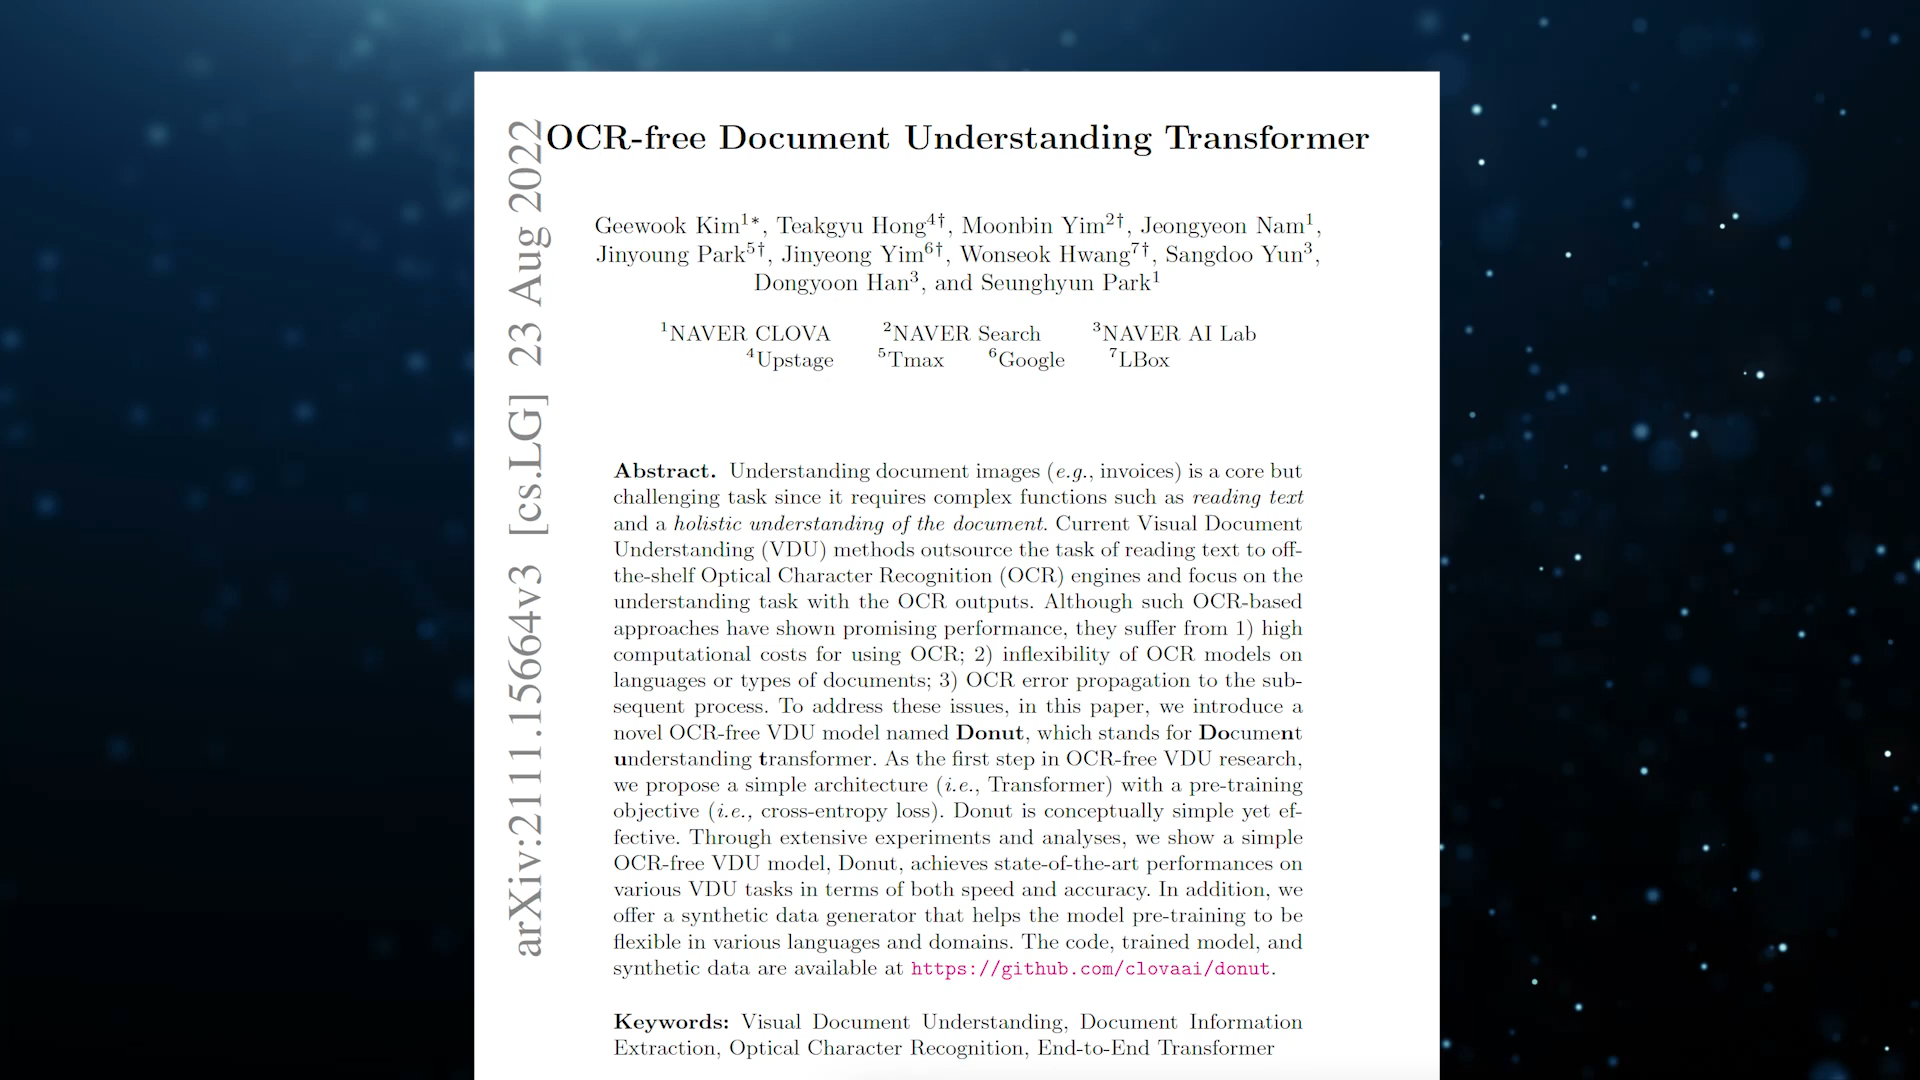 OCR-free Document Understanding Transformer
Geewook Kim1*, Teakgyu Hong4†, Moonbin Yim2†, Jeongyeon Nam1,
Jinyoung Park5†, Jinyeong Yim6†, Wonseok Hwang7†, Sangdoo Yun3,
Dongyoon Han3, and Seunghyun Park1
1NAVER CLOVA 2NAVER Search 3NAVER AI Lab
4Upstage 5Tmax 6Google 7LBox
arXiv:2111.15664v3 [cs.LG] 23 Aug 2022
Abstract. Understanding document images (e.g., invoices) is a core but
challenging task since it requires complex functions such as reading text
and a holistic understanding of the document. Current Visual Document
Understanding (VDU) methods outsource the task of reading text to off-
the-shelf Optical Character Recognition (OCR) engines and focus on the
understanding task with the OCR outputs. Although such OCR-based
approaches have shown promising performance, they suffer from 1) high
computational costs for using OCR; 2) inflexibility of OCR models on
languages or types of documents; 3) OCR error propagation to the sub-
sequent process. To address these issues, in this paper, we introduce a
novel OCR-free VDU model named Donut, which stands for Document
understanding transformer. As the first step in OCR-free VDU research,
we propose a simple architecture (i.e., Transformer) with a pre-training
objective (i.e., cross-entropy loss). Donut is conceptually simple yet ef-
fective. Through extensive experiments and analyses, we show a simple
OCR-free VDU model, Donut, achieves state-of-the-art performances on
various VDU tasks in terms of both speed and accuracy. In addition, we
offer a synthetic data generator that helps the model pre-training to be
flexible in various languages and domains. The code, trained model, and
synthetic data are available at https://github.com/clovaai/donut.
Keywords: Visual Document Understanding, Document Information
Extraction, Optical Character Recognition, End-to-End Transformer